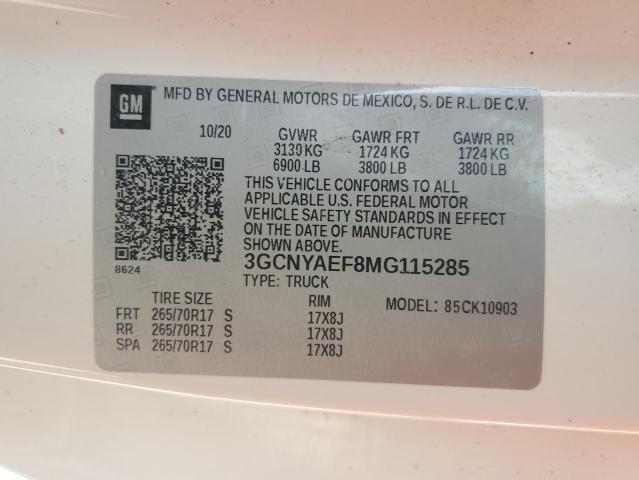 GM MFD BY GENERAL MOTORS DE MEXICO, S. DE R.L. DE C.V.
10/20 GVWR GAWR FRT GAWR RR
3130 KG 1724 KG 1724 KG
6900 LB 3800 LB 3800 LB
THIS VEHICLE CONFORMS TO ALL
APPLICABLE U.S. FEDERAL MOTOR
VEHICLE SAFETY STANDARDS IN EFFECT
ON THE DATE OF MANUFACTURE
SHOWN ABOVE.
8624
3GCNYAEF8MG115285
TYPE: TRUCK
TIRE SIZE RIM MODEL: 85CK10903
FRT 265/70R17 S 17X8J
RR 265/70R17 S 17X8J
SPA 265/70R17 S 17X8J